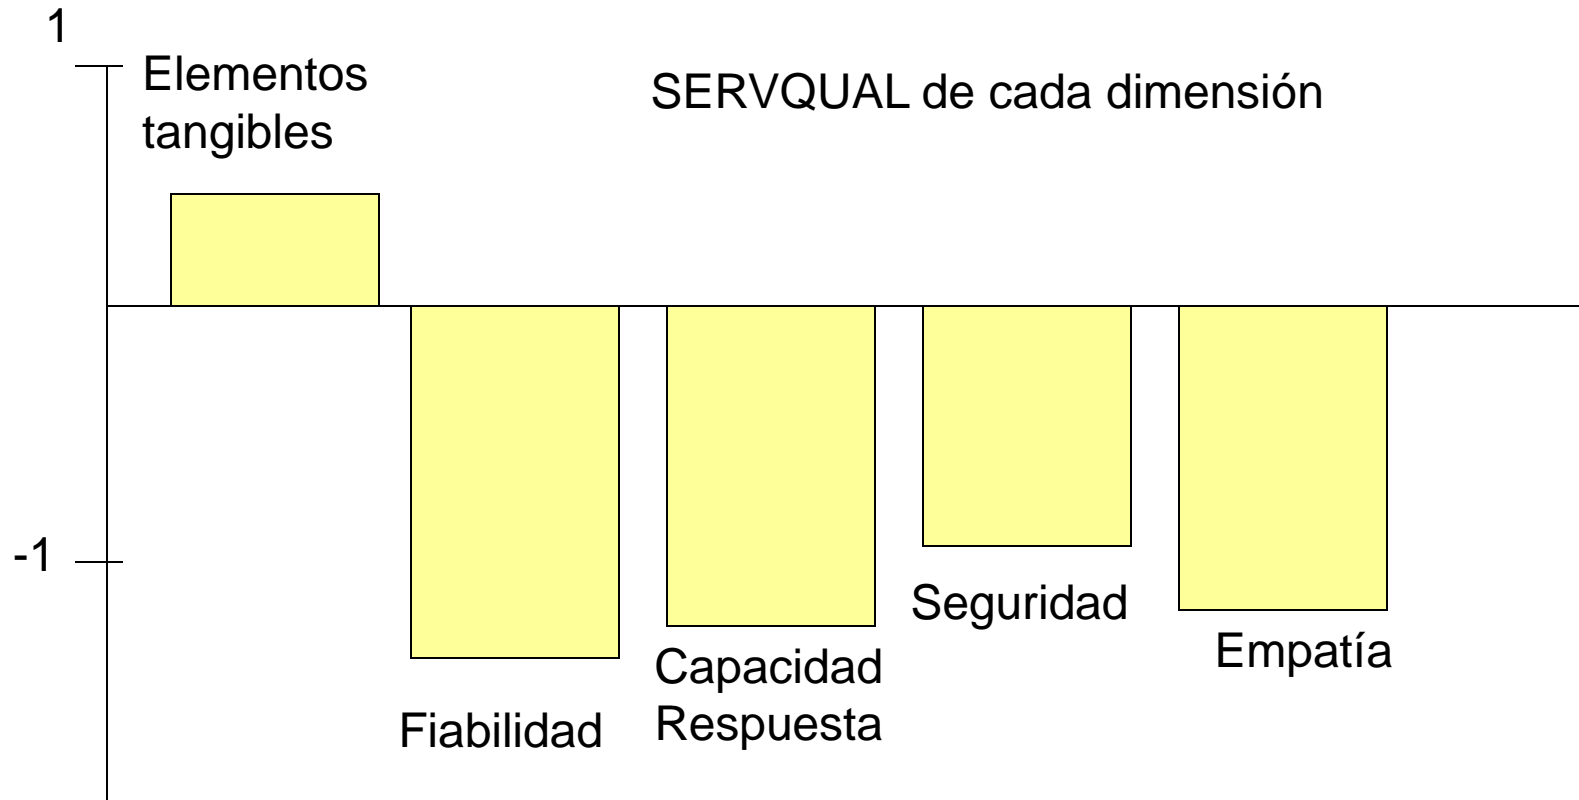 1
Elementos
tangibles
SERVQUAL de cada dimensión
-1
Seguridad
Empatía
Capacidad
Respuesta
Fiabilidad